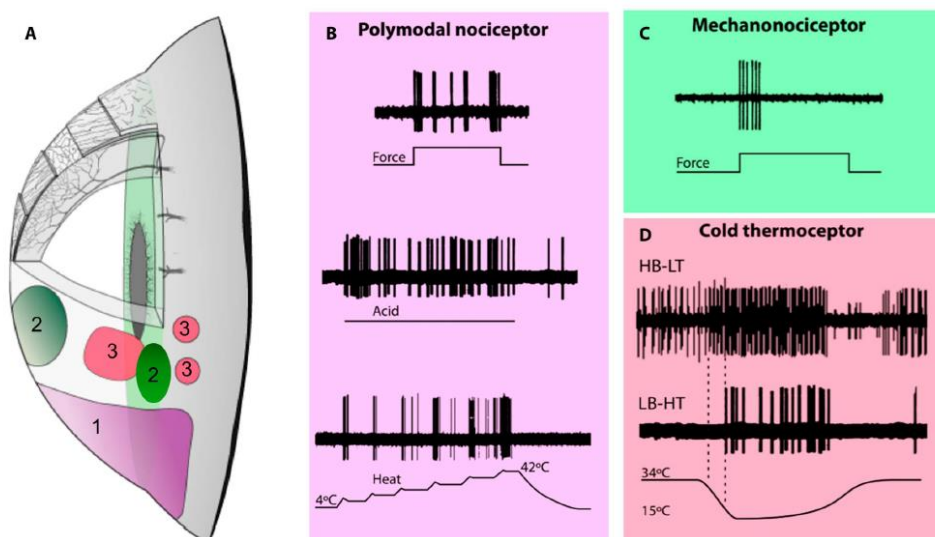 A
2
3
3
2
3
1
B
Polymodal nociceptor
Force
Acid
4ºC
Heat
42ºC
C
Mechanonociceptor
Force
D
Cold thermoceptor
HB-LT
LB-HT
34ºC
15ºC